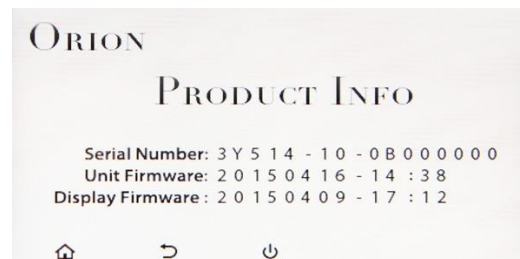 ORION
PRODUCT INFO
Serial Number: 3Y514-10-0B000000
Unit Firmware: 20150416-14:38
Display Firmware: 20150409-17:12